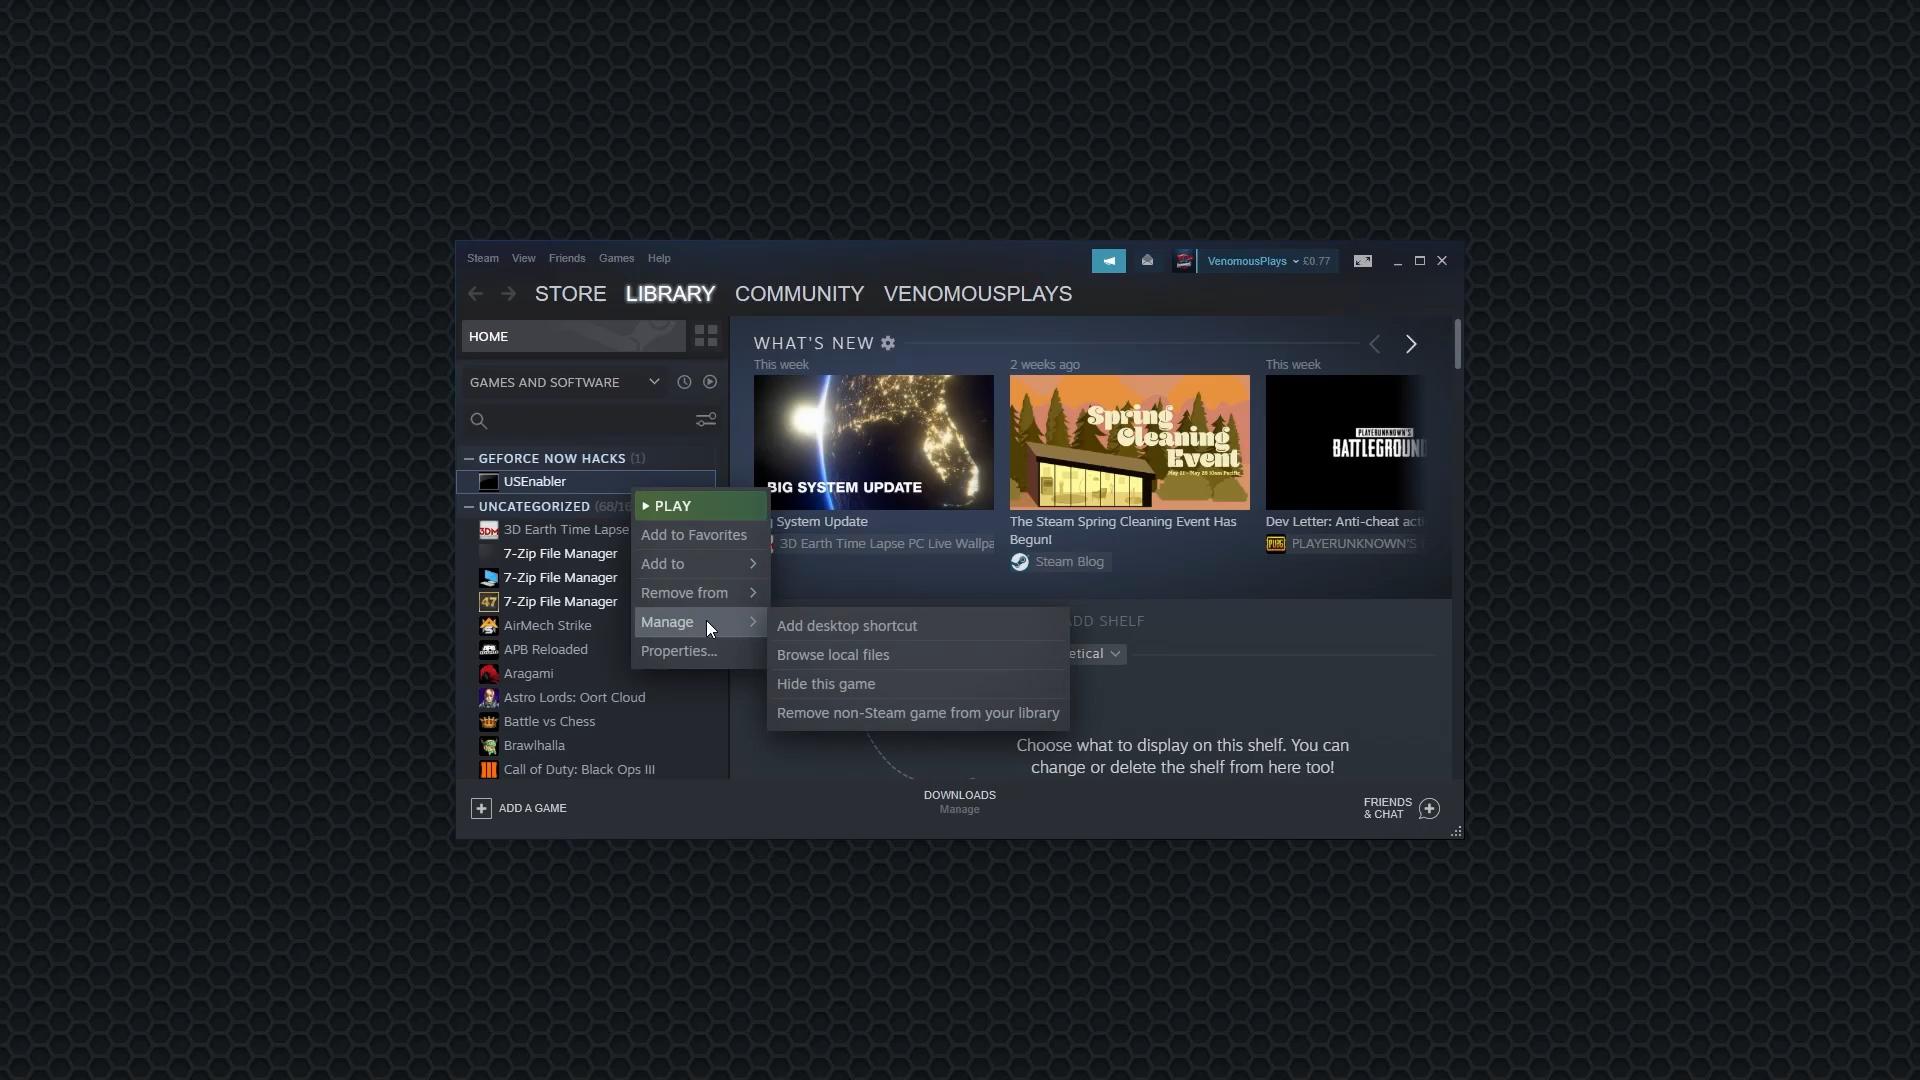 Steam View Friends Games Help
VenomousPlays £0.77
STORE LIBRARY COMMUNITY VENOMOUSPLAYS
HOME
GAMES AND SOFTWARE
GEFORCE NOW HACKS (1)
USEnabler
UNCATEGORIZED
3D Earth Time Lapse
7-Zip File Manager
7-Zip File Manager
7-Zip File Manager
AirMech Strike
APB Reloaded
Aragami
Astro Lords: Oort Cloud
Battle vs Chess
Brawlhalla
Call of Duty: Black Ops III
PLAY
Add to Favorites
Add to
Remove from
Manage
Properties...
Add desktop shortcut
Browse local files
Hide this game
Remove non-Steam game from your library
WHAT'S NEW
This week
BIG SYSTEM UPDATE
System Update
3D Earth Time Lapse PC Live
2 weeks ago
Spring
Cleaning
Event
The Steam Spring Cleaning Event Has
Begun!
Steam Blog
This week
PLAYERUNKNOWN'S
Dev Letter: Anti-cheat
PLAYERUNKNOWN'S
SHELF
Choose what to display on this shelf. You can
change or delete the shelf from here too!
ADD A GAME
DOWNLOADS
Manage
FRIENDS
& CHAT